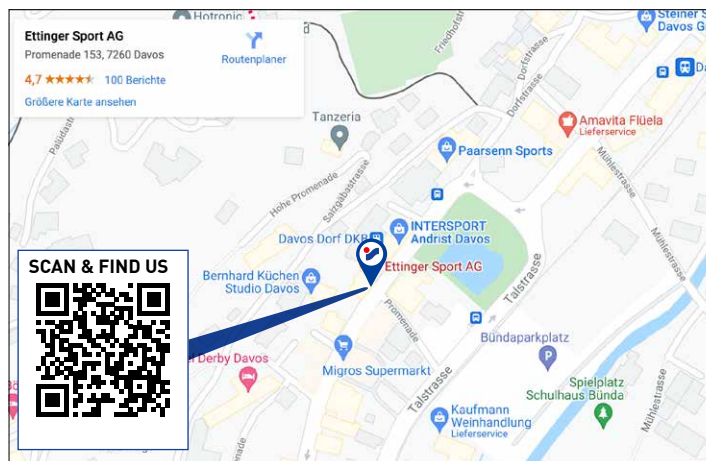 Ettinger Sport AG
Promenade 153, 7260 Davos
4,7
100 Berichte
Größere Karte ansehen
Routenplaner
Hotronic
Friedhofstr
Steiner S
Davos G
Da
Dorfstrasse
Dorfstrasse
Amavita Flüela
Lieferservice
Tanzeria
Paarsenn Sports
Palüdastr
Hohe Promenade
Salzgäbastrasse
Mühlestrasse
Mühlestrasse
Davos Dorf DKB
INTERSPORT
Andrist Davos
Ettinger Sport AG
Talstrasse
SCAN & FIND US
Bernhard Küchen
Studio Davos
Promenade
Bündaparkplatz
P
l Derby Davos
Migros Supermarkt
Talstrasse
Spielplatz
Schulhaus Bünda
Kaufmann
Weinhandlung
Lieferservice
Mühlestrasse